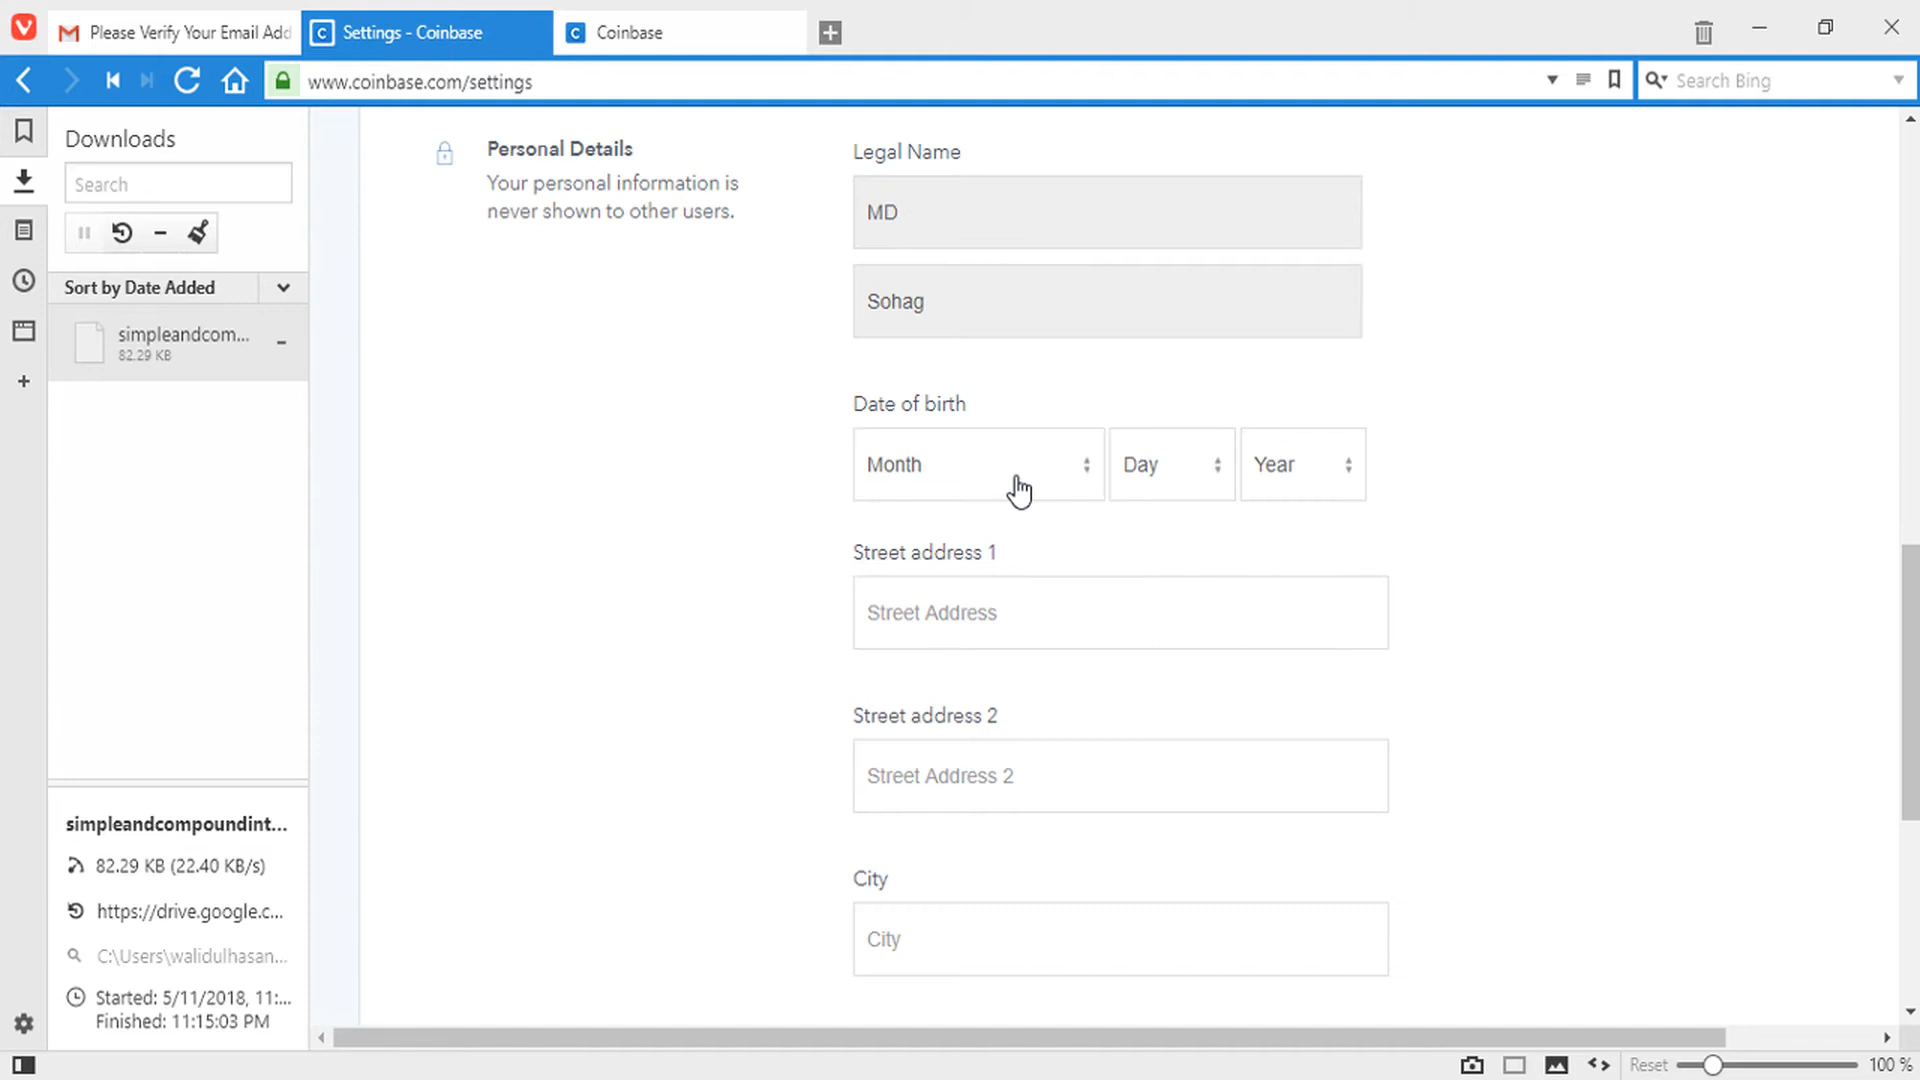 Please Verify Your Email Add
Settings - Coinbase
Coinbase
www.coinbase.com/settings
Search Bing
Downloads
Search
Sort by Date Added
simpleandcom...
82.29 KB
simpleandcompoundint...
82.29 KB (22.40 KB/s)
https://drive.google.c...
C:\Users\walidulhasan...
Started: 5/11/2018, 11:...
Finished: 11:15:03 PM
Personal Details
Your personal information is
never shown to other users.
Legal Name
MD
Sohag
Date of birth
Month Day Year
Street address 1
Street Address
Street address 2
Street Address 2
City
City
Reset 100 %